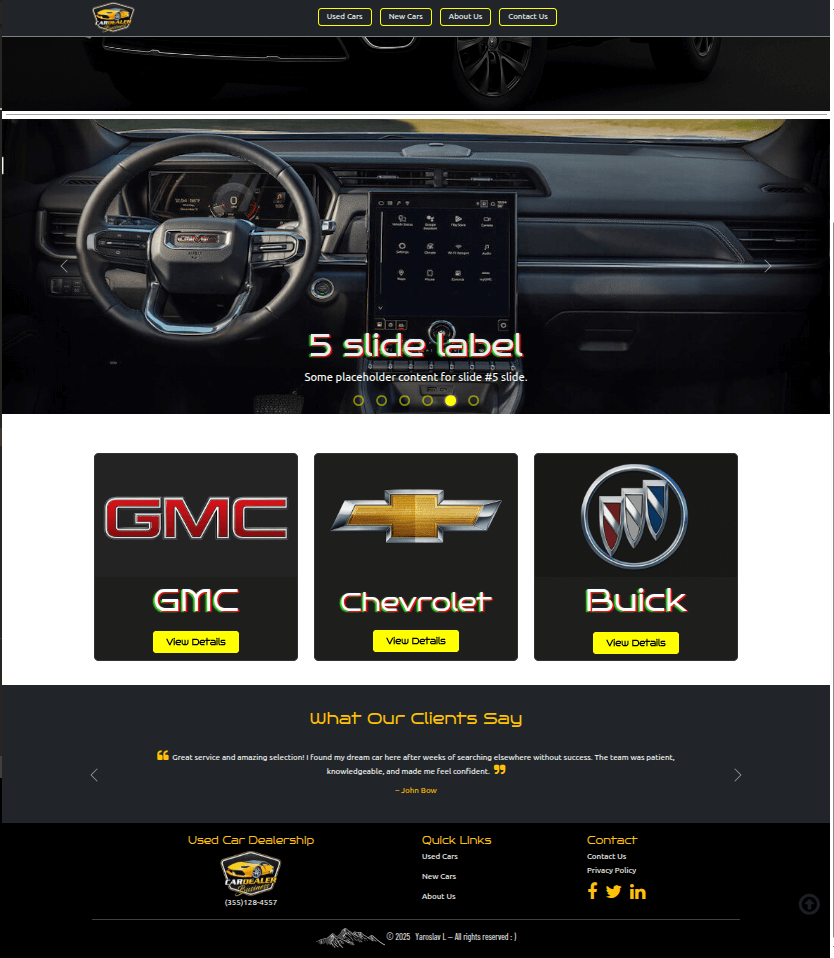 CARDEALER
Business
Used Cars
New Cars
About Us
Contact Us
5 slide label
Some placeholder content for slide #5 slide.
GMC
GMC
View Details
Chevrolet
View Details
Buick
View Details
What Our Clients Say
❝ Great service and amazing selection! I found my dream car here after weeks of searching elsewhere without success. The team was patient,
knowledgeable, and made me feel confident. ❞
– John Bow
Used Car Dealership
CARDEALER
Business
(355)128-4557
Quick Links
Used Cars
New Cars
About Us
Contact
Contact Us
Privacy Policy
© 2025 Yaroslav L — All rights reserved : )